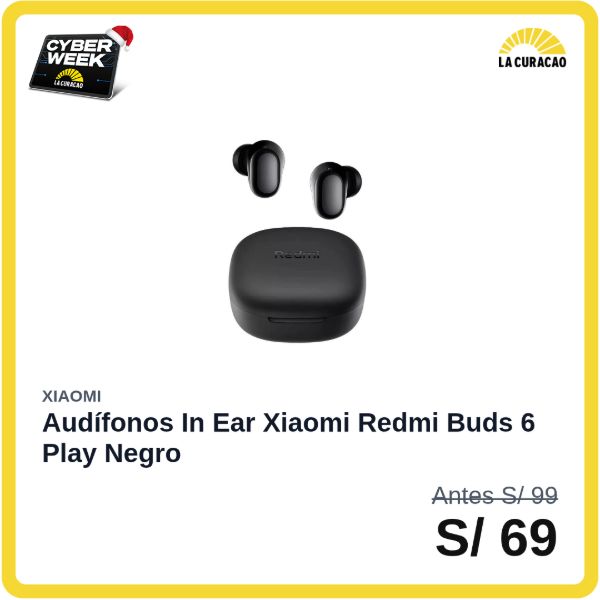 CYBER
WEEK
LA CURACAO
LA CURACAO
Redmi
XIAOMI
Audífonos In Ear Xiaomi Redmi Buds 6
Play Negro
Antes S/ 99
S/ 69